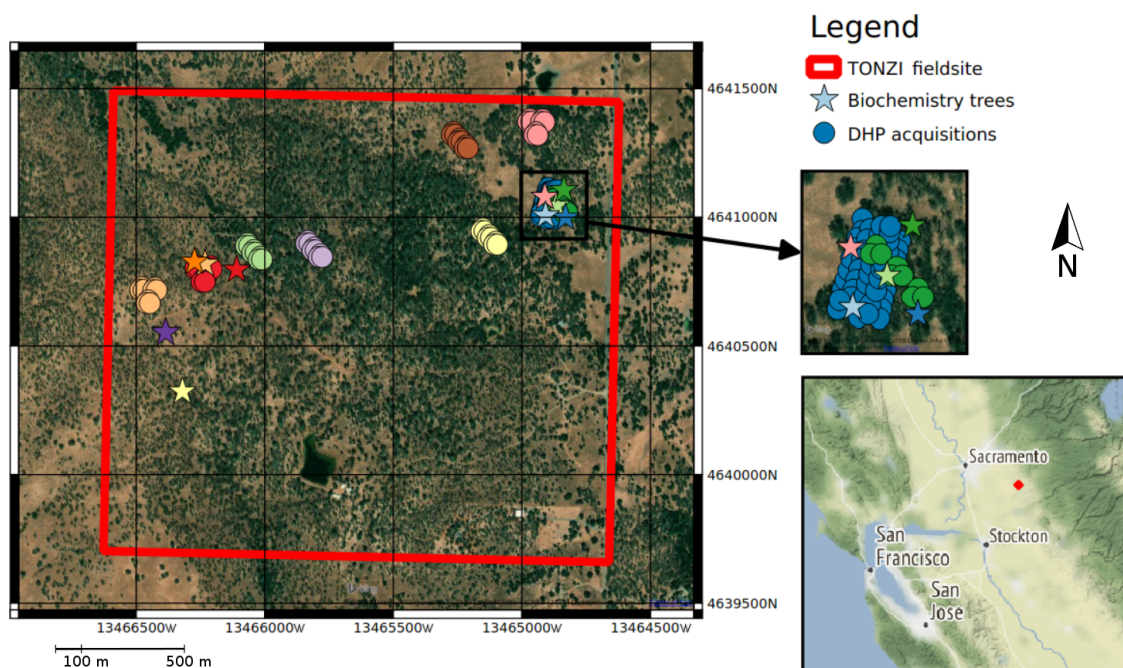 Legend
TONZI fieldsite
Biochemistry trees
DHP acquisitions
4641500N
4641000N
4640500N
4640000N
4639500N
13466500W
13466000W
13465500W
13465000W
13464500W
100 m
500 m
N
Sacramento
Stockton
San
Francisco
San
Jose